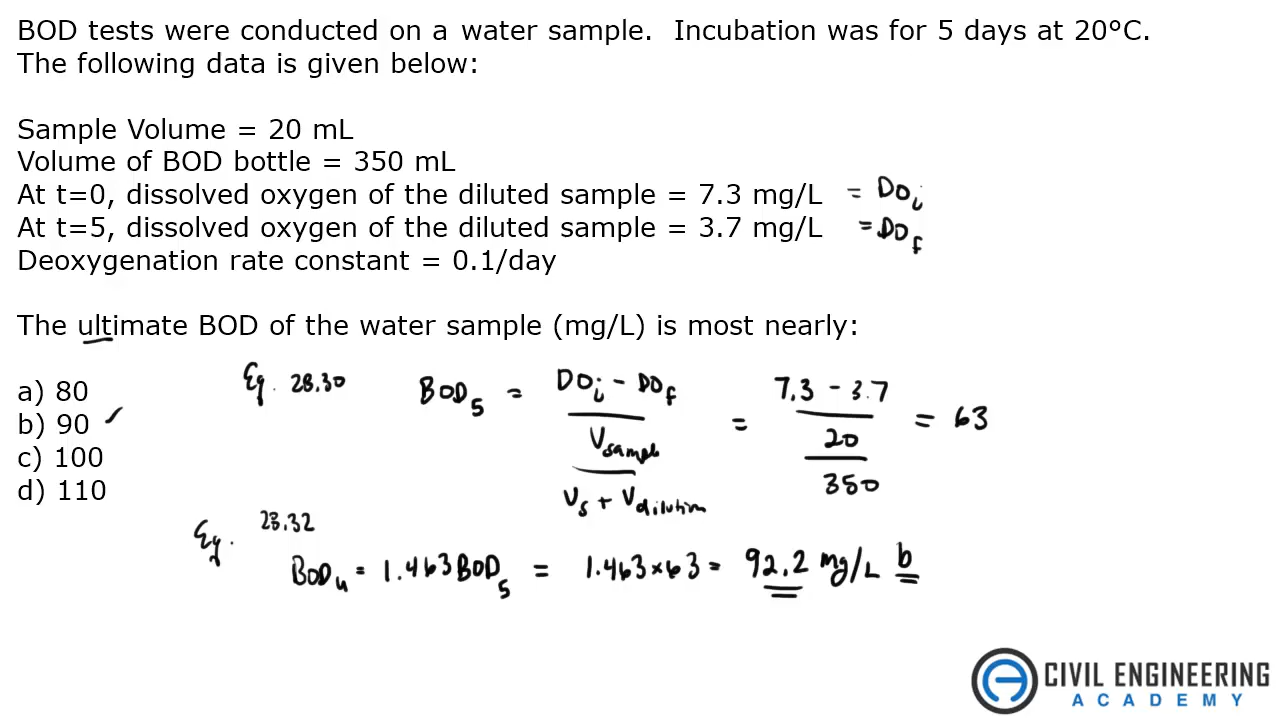 BOD tests were conducted on a water sample. Incubation was for 5 days at 20°C.
The following data is given below:
Sample Volume = 20 mL
Volume of BOD bottle = 350 mL
At t=0, dissolved oxygen of the diluted sample = 7.3 mg/L = DOi
At t=5, dissolved oxygen of the diluted sample = 3.7 mg/L = DOf
Deoxygenation rate constant = 0.1/day
The ultimate BOD of the water sample (mg/L) is most nearly:
a) 80
b) 90 ✓
c) 100
d) 110
Eq. 28.30
BOD5 = (DOi - DOf) / (Vsample / (Vs + Vdilution)) = (7.3 - 3.7) / (20 / 350) = 63
Eq. 28.32
BODu = 1.463 BOD5 = 1.463 × 63 = 92.2 mg/L b
CIVIL ENGINEERING
ACADEMY